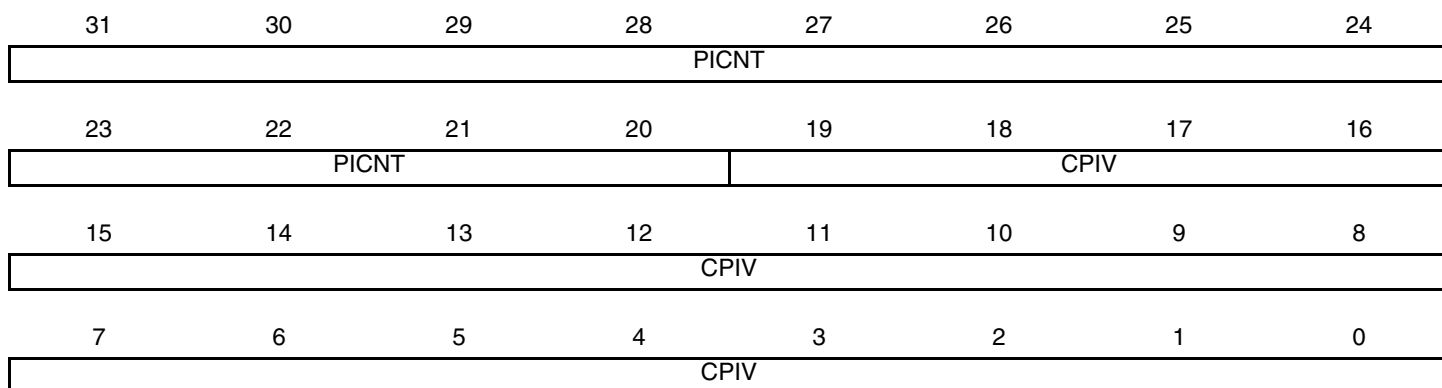 31 30 29 28 27 26 25 24
PICNT
23 22 21 20 19 18 17 16
PICNT CPIV
15 14 13 12 11 10 9 8
CPIV
7 6 5 4 3 2 1 0
CPIV